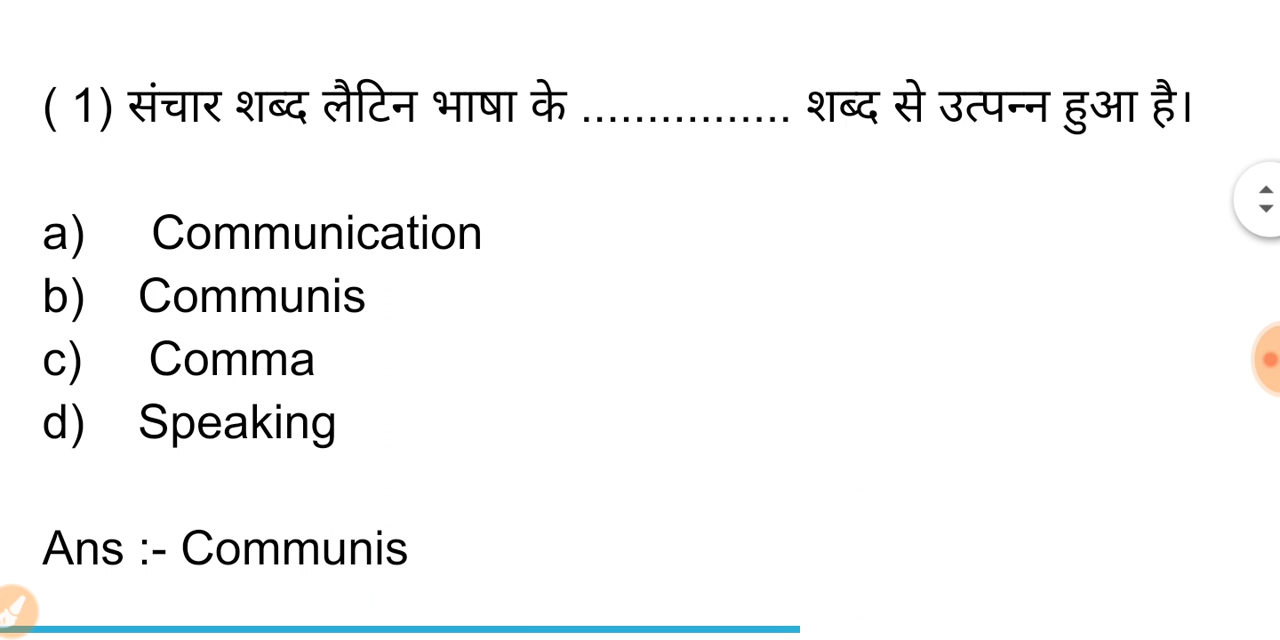 ( 1) संचार शब्द लैटिन भाषा के ................ शब्द से उत्पन्न हुआ है।
a) Communication
b) Communis
c) Comma
d) Speaking
Ans :- Communis